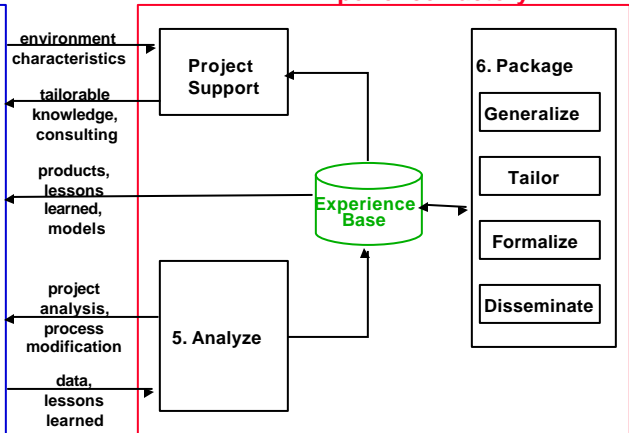 environment
characteristics
Project
Support
tailorable
knowledge,
consulting
products,
lessons
learned,
models
Experience
Base
project
analysis,
process
modification
5. Analyze
data,
lessons
learned
6. Package
Generalize
Tailor
Formalize
Disseminate